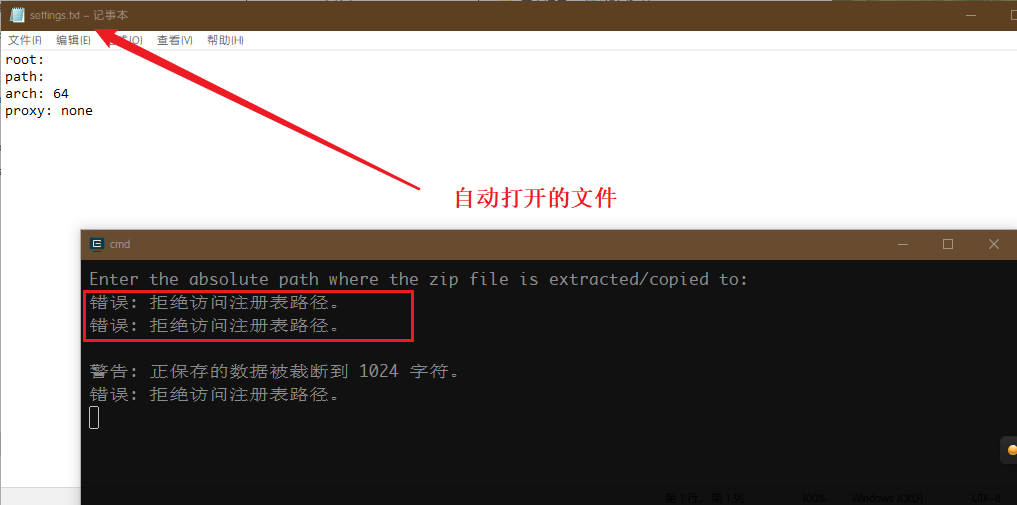 settings.txt - 记事本
文件(F) 编辑(E) (O) 查看(V) 帮助(H)
root:
path:
arch: 64
proxy: none
自动打开的文件
cmd
Enter the absolute path where the zip file is extracted/copied to:
错误: 拒绝访问注册表路径。
错误: 拒绝访问注册表路径。
警告: 正保存的数据被截断到 1024 字符。
错误: 拒绝访问注册表路径。
第 1 行，第 1 列 100% Windows (CRLF) UTF-8